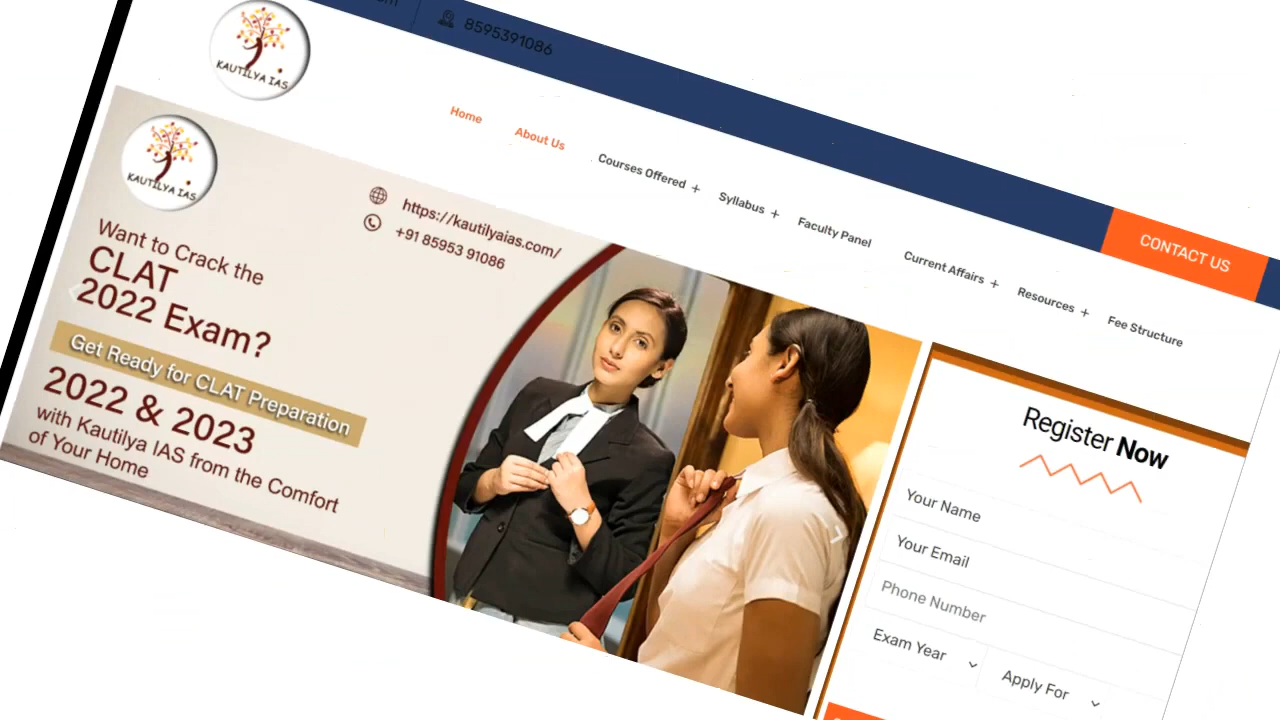 8595391086
KAUTILYA IAS
Home
About Us
Courses Offered +
Syllabus +
Faculty Panel
Current Affairs +
Resources +
Fee Structure
CONTACT US
KAUTILYA IAS
https://kautilyaias.com/
+91 85953 91086
Want to Crack the
CLAT
2022 Exam?
Get Ready for CLAT Preparation
2022 & 2023
with Kautilya IAS from the Comfort
of Your Home
Register Now
Your Name
Your Email
Phone Number
Exam Year
Apply For